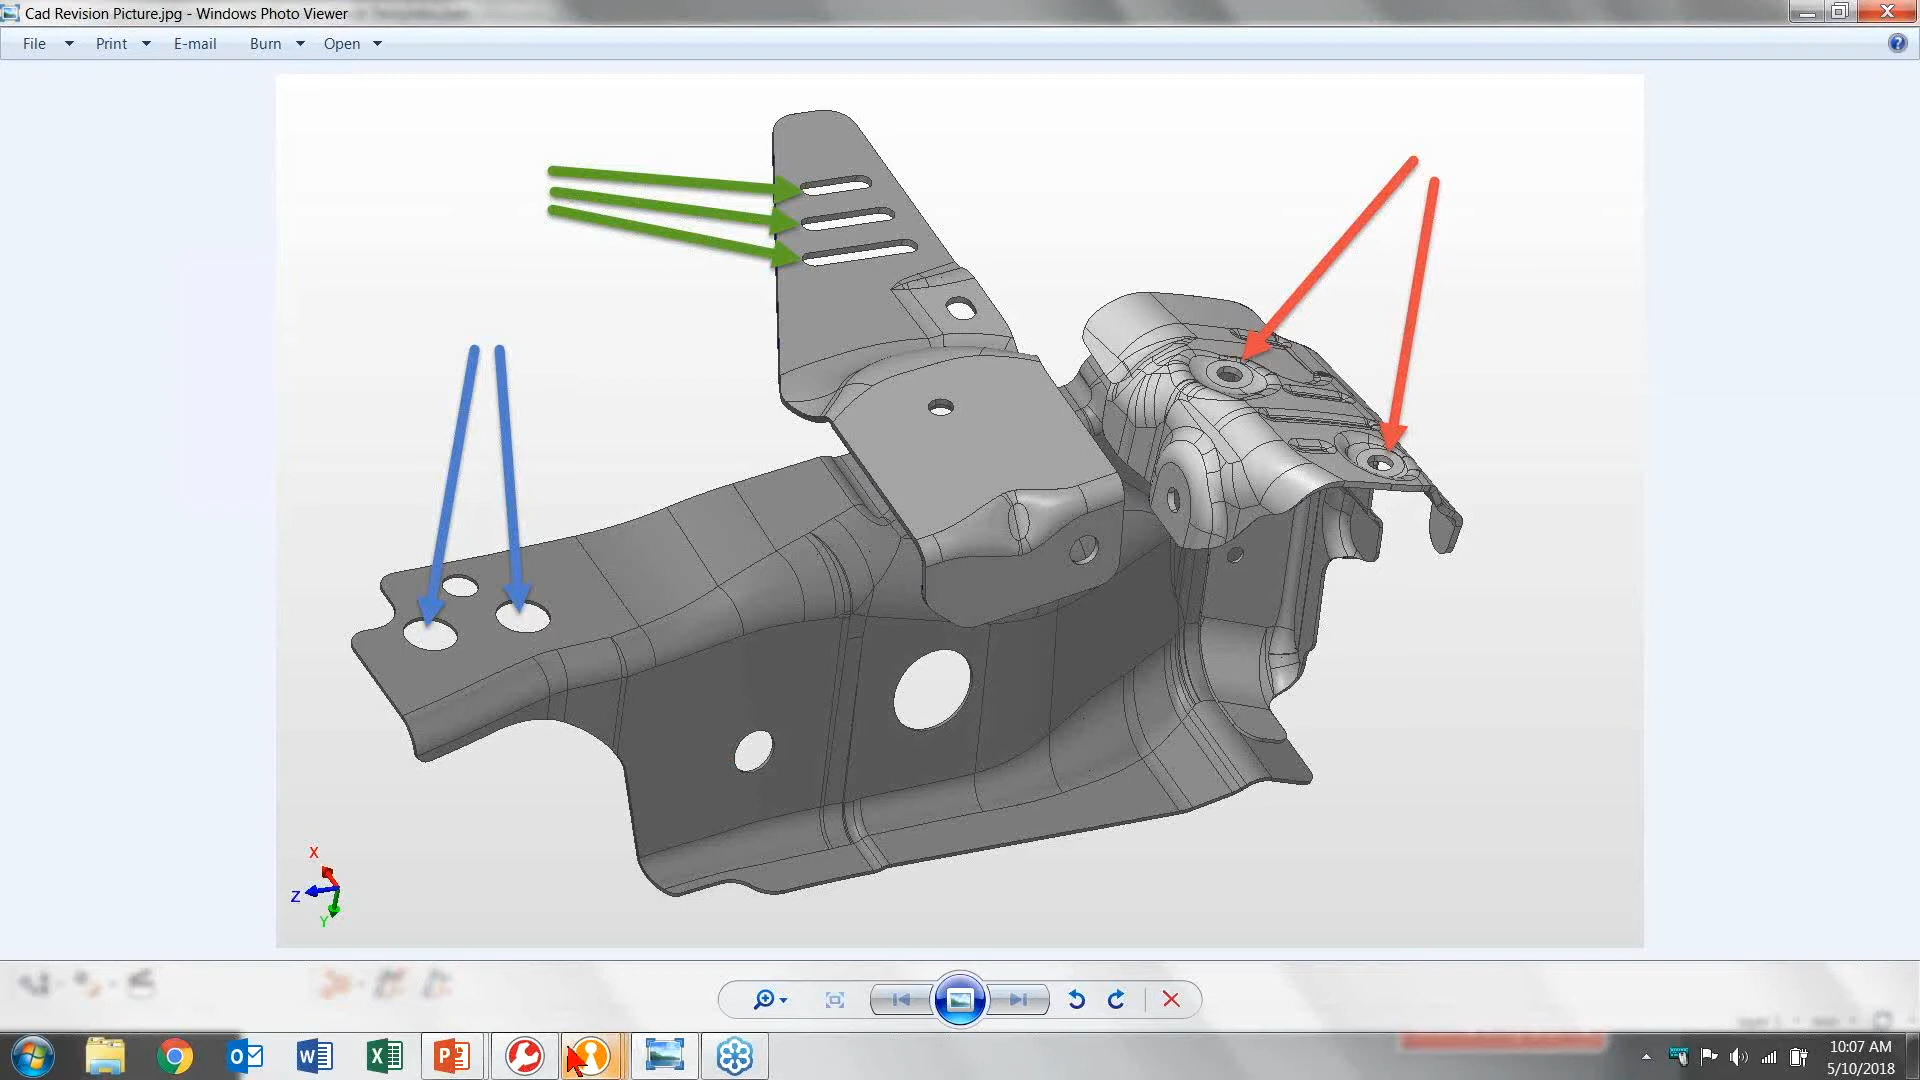 Cad Revision Picture.jpg - Windows Photo Viewer
File Print E-mail Burn Open
X
Z
Y
10:07 AM
5/10/2018